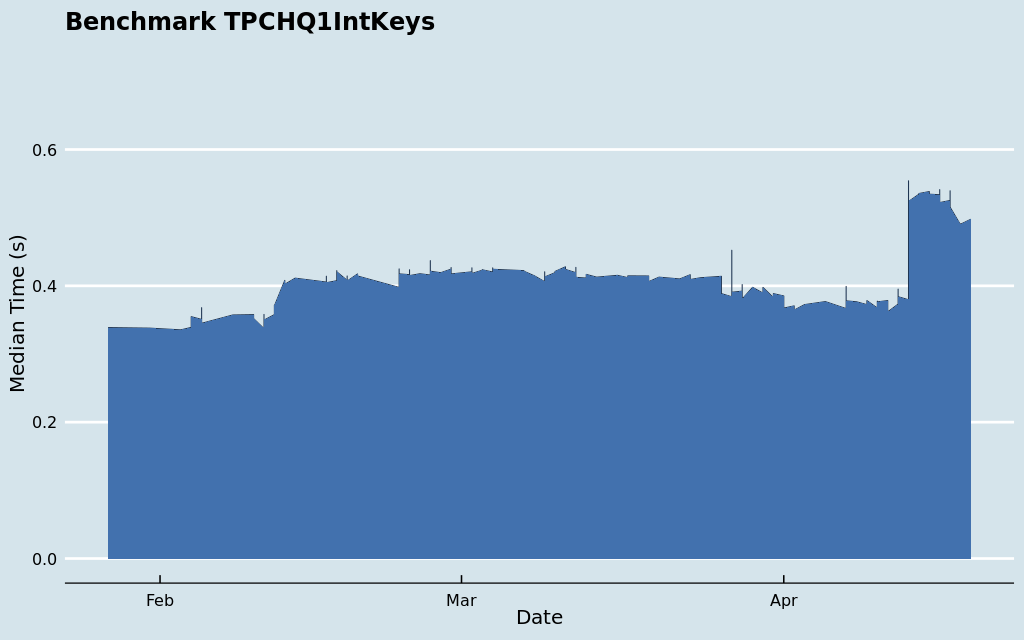 Benchmark TPCHQ1IntKeys
Median Time (s)
0.6
0.4
0.2
0.0
Feb
Mar
Apr
Date